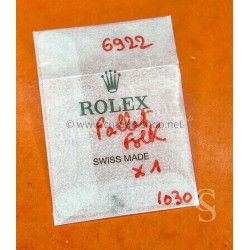 6922
ROLEX
Pallet
Fork
SWISS MADE
x1
1030
S